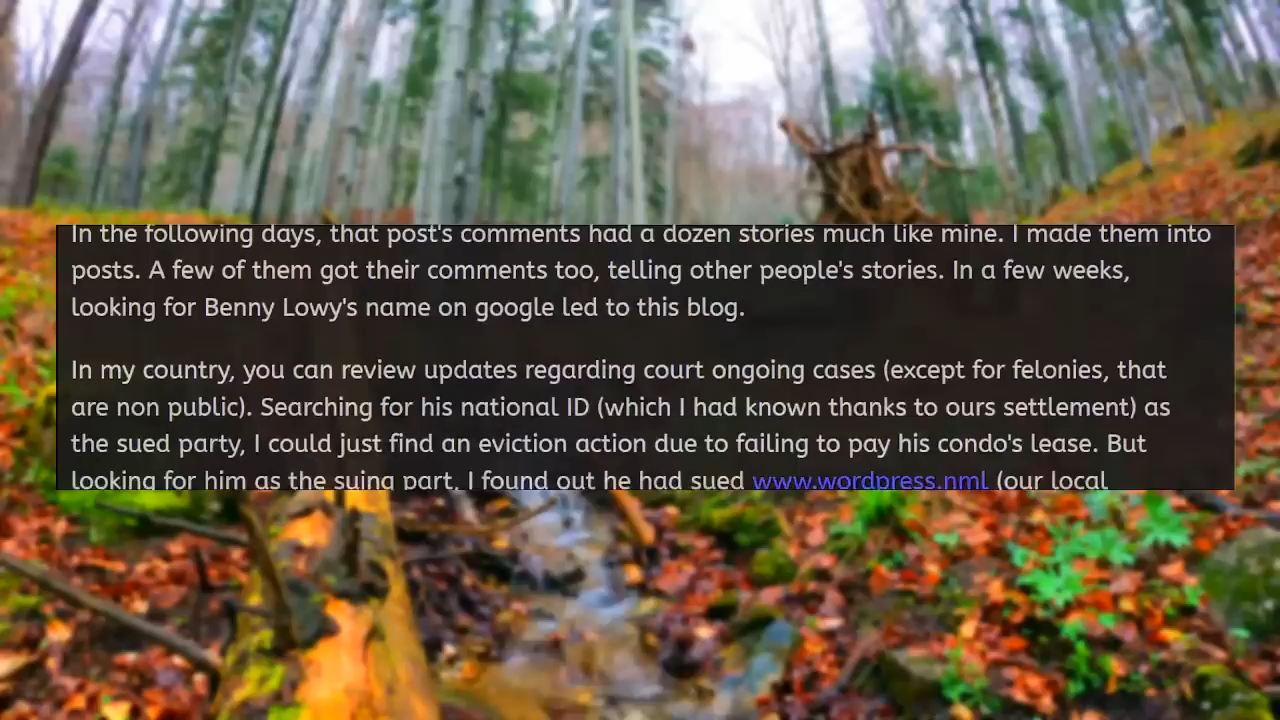 In the following days, that post's comments had a dozen stories much like mine. I made them into
posts. A few of them got their comments too, telling other people's stories. In a few weeks,
looking for Benny Lowy's name on google led to this blog.
In my country, you can review updates regarding court ongoing cases (except for felonies, that
are non public). Searching for his national ID (which I had known thanks to ours settlement) as
the sued party, I could just find an eviction action due to failing to pay his condo's lease. But
looking for him as the suing part, I found out he had sued www.wordpress.nml (our local